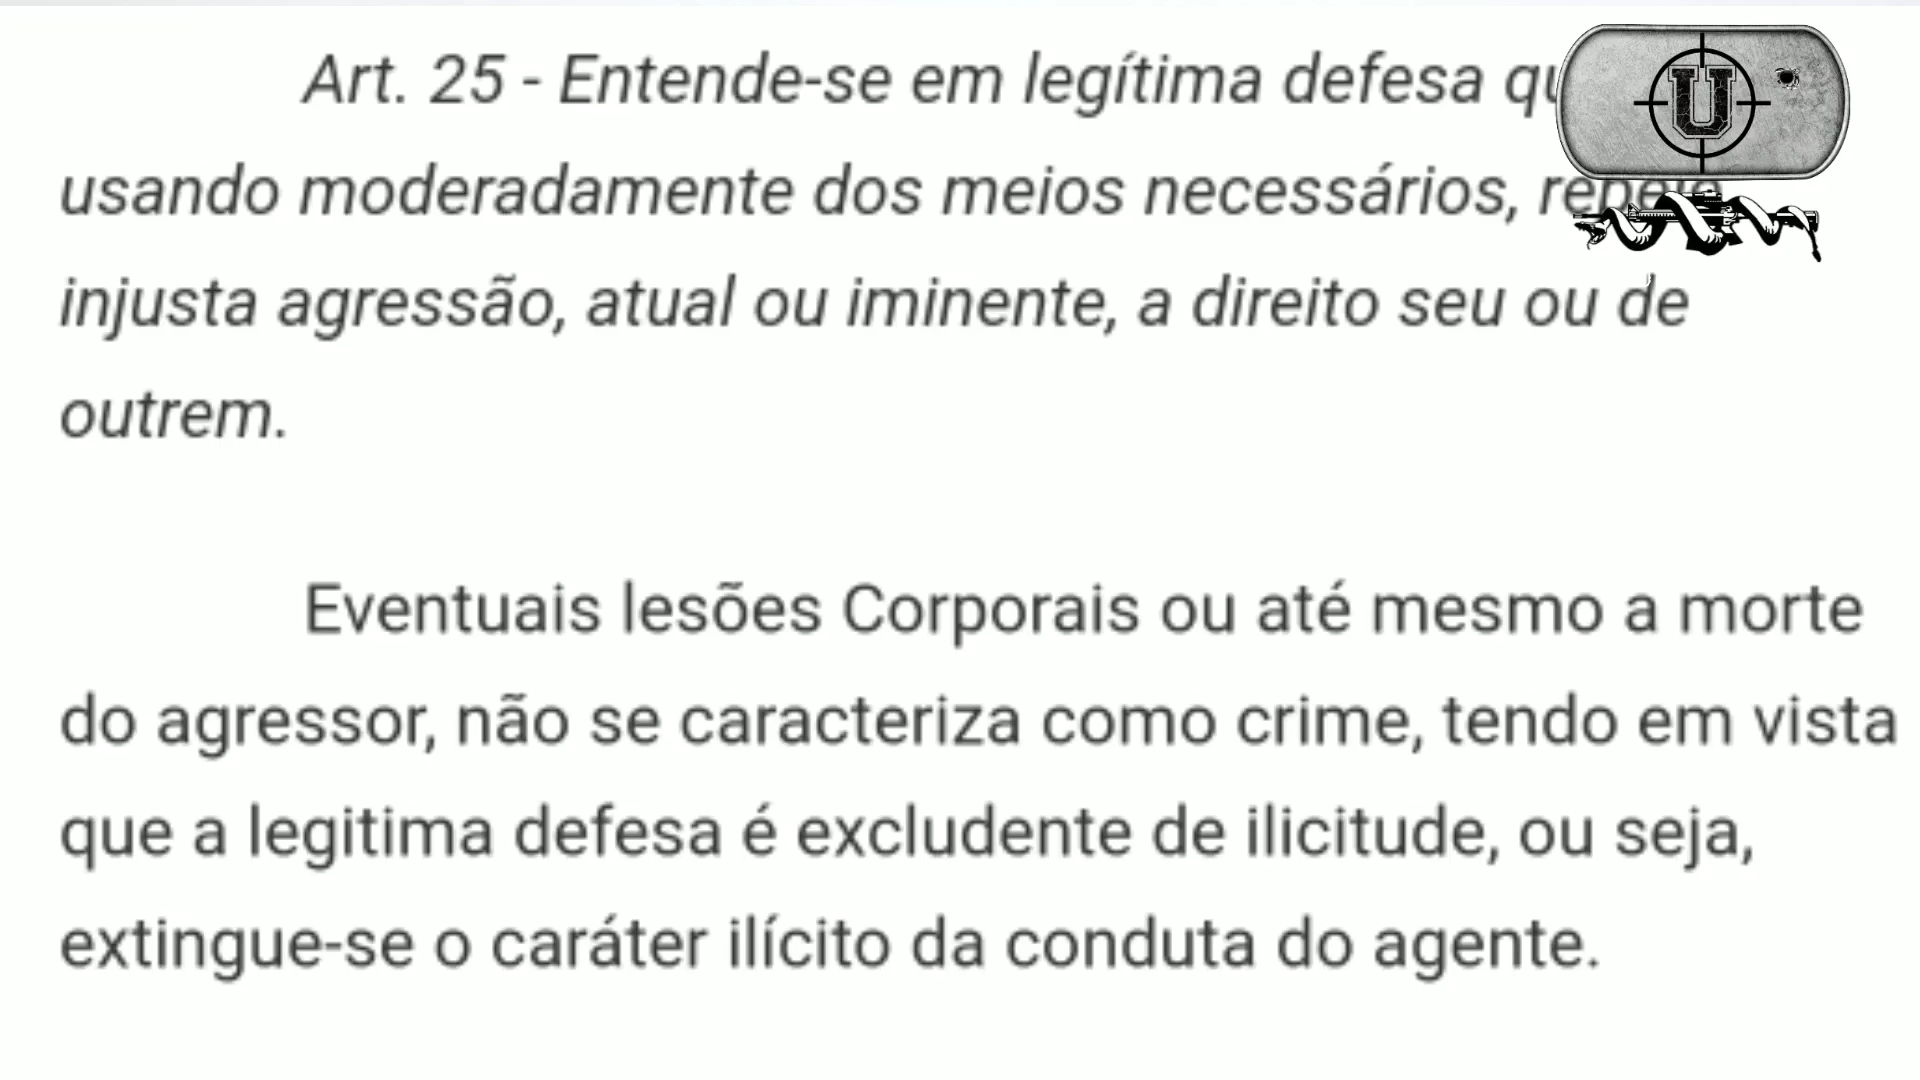 Art. 25 - Entende-se em legítima defesa
usando moderadamente dos meios necessários, repele
injusta agressão, atual ou iminente, a direito seu ou de
outrem.
Eventuais lesões Corporais ou até mesmo a morte
do agressor, não se caracteriza como crime, tendo em vista
que a legitima defesa é excludente de ilicitude, ou seja,
extingue-se o caráter ilícito da conduta do agente.
U